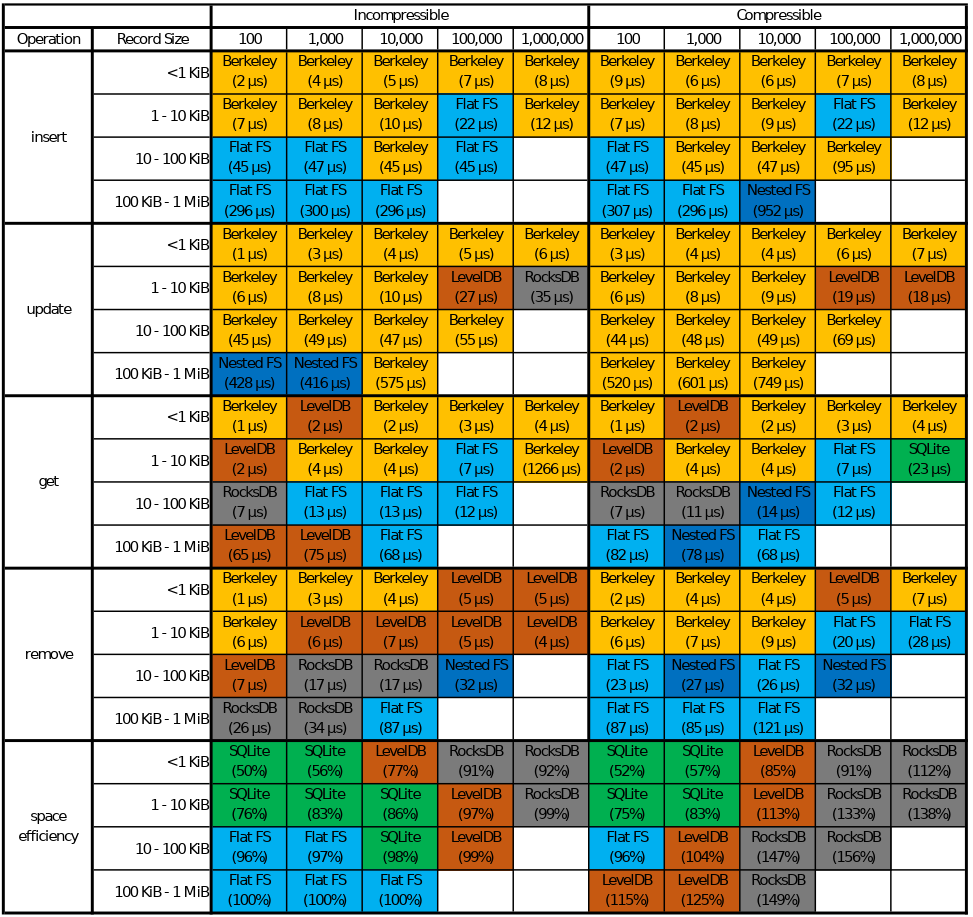 Incompressible Compressible
Operation Record Size 100 1,000 10,000 100,000 1,000,000 100 1,000 10,000 100,000 1,000,000
insert
<1 KiB Berkeley (2 µs) Berkeley (4 µs) Berkeley (5 µs) Berkeley (7 µs) Berkeley (8 µs) Berkeley (9 µs) Berkeley (6 µs) Berkeley (6 µs) Berkeley (7 µs) Berkeley (8 µs)
1 - 10 KiB Berkeley (7 µs) Berkeley (8 µs) Berkeley (10 µs) Flat FS (22 µs) Berkeley (12 µs) Berkeley (7 µs) Berkeley (8 µs) Berkeley (9 µs) Flat FS (22 µs) Berkeley (12 µs)
10 - 100 KiB Flat FS (45 µs) Flat FS (47 µs) Berkeley (45 µs) Flat FS (45 µs) Flat FS (47 µs) Berkeley (45 µs) Berkeley (47 µs) Berkeley (95 µs)
100 KiB - 1 MiB Flat FS (296 µs) Flat FS (300 µs) Flat FS (296 µs) Flat FS (307 µs) Flat FS (296 µs) Nested FS (952 µs)
update
<1 KiB Berkeley (1 µs) Berkeley (3 µs) Berkeley (4 µs) Berkeley (5 µs) Berkeley (6 µs) Berkeley (3 µs) Berkeley (4 µs) Berkeley (4 µs) Berkeley (6 µs) Berkeley (7 µs)
1 - 10 KiB Berkeley (6 µs) Berkeley (8 µs) Berkeley (10 µs) LevelDB (27 µs) RocksDB (35 µs) Berkeley (6 µs) Berkeley (8 µs) Berkeley (9 µs) LevelDB (19 µs) LevelDB (18 µs)
10 - 100 KiB Berkeley (45 µs) Berkeley (49 µs) Berkeley (47 µs) Berkeley (55 µs) Berkeley (44 µs) Berkeley (48 µs) Berkeley (49 µs) Berkeley (69 µs)
100 KiB - 1 MiB Nested FS (428 µs) Nested FS (416 µs) Berkeley (575 µs) Berkeley (520 µs) Berkeley (601 µs) Berkeley (749 µs)
get
<1 KiB Berkeley (1 µs) LevelDB (2 µs) Berkeley (2 µs) Berkeley (3 µs) Berkeley (4 µs) Berkeley (1 µs) LevelDB (2 µs) Berkeley (2 µs) Berkeley (3 µs) Berkeley (4 µs)
1 - 10 KiB LevelDB (2 µs) Berkeley (4 µs) Berkeley (4 µs) Flat FS (7 µs) Berkeley (1266 µs) LevelDB (2 µs) Berkeley (4 µs) Berkeley (4 µs) Flat FS (7 µs) SQLite (23 µs)
10 - 100 KiB RocksDB (7 µs) Flat FS (13 µs) Flat FS (13 µs) Flat FS (12 µs) RocksDB (7 µs) RocksDB (11 µs) Nested FS (14 µs) Flat FS (12 µs)
100 KiB - 1 MiB LevelDB (65 µs) LevelDB (75 µs) Flat FS (68 µs) Flat FS (82 µs) Nested FS (78 µs) Flat FS (68 µs)
remove
<1 KiB Berkeley (1 µs) Berkeley (3 µs) Berkeley (4 µs) LevelDB (5 µs) LevelDB (5 µs) Berkeley (2 µs) Berkeley (4 µs) Berkeley (4 µs) LevelDB (5 µs) Berkeley (7 µs)
1 - 10 KiB Berkeley (6 µs) LevelDB (6 µs) LevelDB (7 µs) LevelDB (5 µs) LevelDB (4 µs) Berkeley (6 µs) Berkeley (7 µs) Berkeley (9 µs) Flat FS (20 µs) Flat FS (28 µs)
10 - 100 KiB LevelDB (7 µs) RocksDB (17 µs) RocksDB (17 µs) Nested FS (32 µs) Flat FS (23 µs) Nested FS (27 µs) Flat FS (26 µs) Nested FS (32 µs)
100 KiB - 1 MiB RocksDB (26 µs) RocksDB (34 µs) Flat FS (87 µs) Flat FS (87 µs) Flat FS (85 µs) Flat FS (121 µs)
space efficiency
<1 KiB SQLite (50%) SQLite (56%) LevelDB (77%) RocksDB (91%) RocksDB (92%) SQLite (52%) SQLite (57%) LevelDB (85%) RocksDB (91%) RocksDB (112%)
1 - 10 KiB SQLite (76%) SQLite (83%) SQLite (86%) LevelDB (97%) RocksDB (99%) SQLite (75%) SQLite (83%) LevelDB (113%) RocksDB (133%) RocksDB (138%)
10 - 100 KiB Flat FS (96%) Flat FS (97%) SQLite (98%) LevelDB (99%) Flat FS (96%) LevelDB (104%) RocksDB (147%) RocksDB (156%)
100 KiB - 1 MiB Flat FS (100%) Flat FS (100%) Flat FS (100%) LevelDB (115%) LevelDB (125%) RocksDB (149%)